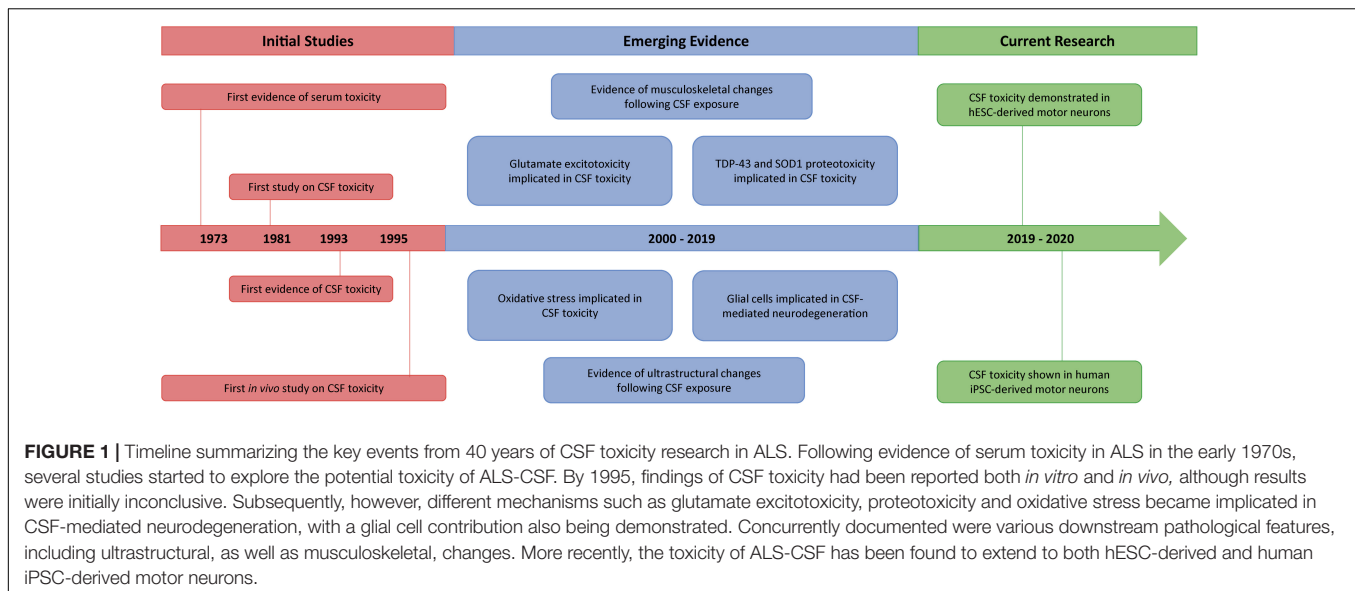 Initial Studies
Emerging Evidence
Current Research
First evidence of serum toxicity
Evidence of musculoskeletal changes
following CSF exposure
CSF toxicity demonstrated in
hESC-derived motor neurons
Glutamate excitotoxicity
implicated in CSF toxicity
TDP-43 and SOD1 proteotoxicity
implicated in CSF toxicity
First study on CSF toxicity
1973
1981
1993
1995
2000 - 2019
2019 - 2020
First evidence of CSF toxicity
Oxidative stress implicated in
CSF toxicity
Glial cells implicated in CSF-
mediated neurodegeneration
First in vivo study on CSF toxicity
Evidence of ultrastructural changes
following CSF exposure
CSF toxicity shown in human
iPSC-derived motor neurons
FIGURE 1 | Timeline summarizing the key events from 40 years of CSF toxicity research in ALS. Following evidence of serum toxicity in ALS in the early 1970s,
several studies started to explore the potential toxicity of ALS-CSF. By 1995, findings of CSF toxicity had been reported both in vitro and in vivo, although results
were initially inconclusive. Subsequently, however, different mechanisms such as glutamate excitotoxicity, proteotoxicity and oxidative stress became implicated in
CSF-mediated neurodegeneration, with a glial cell contribution also being demonstrated. Concurrently documented were various downstream pathological features,
including ultrastructural, as well as musculoskeletal, changes. More recently, the toxicity of ALS-CSF has been found to extend to both hESC-derived and human
iPSC-derived motor neurons.